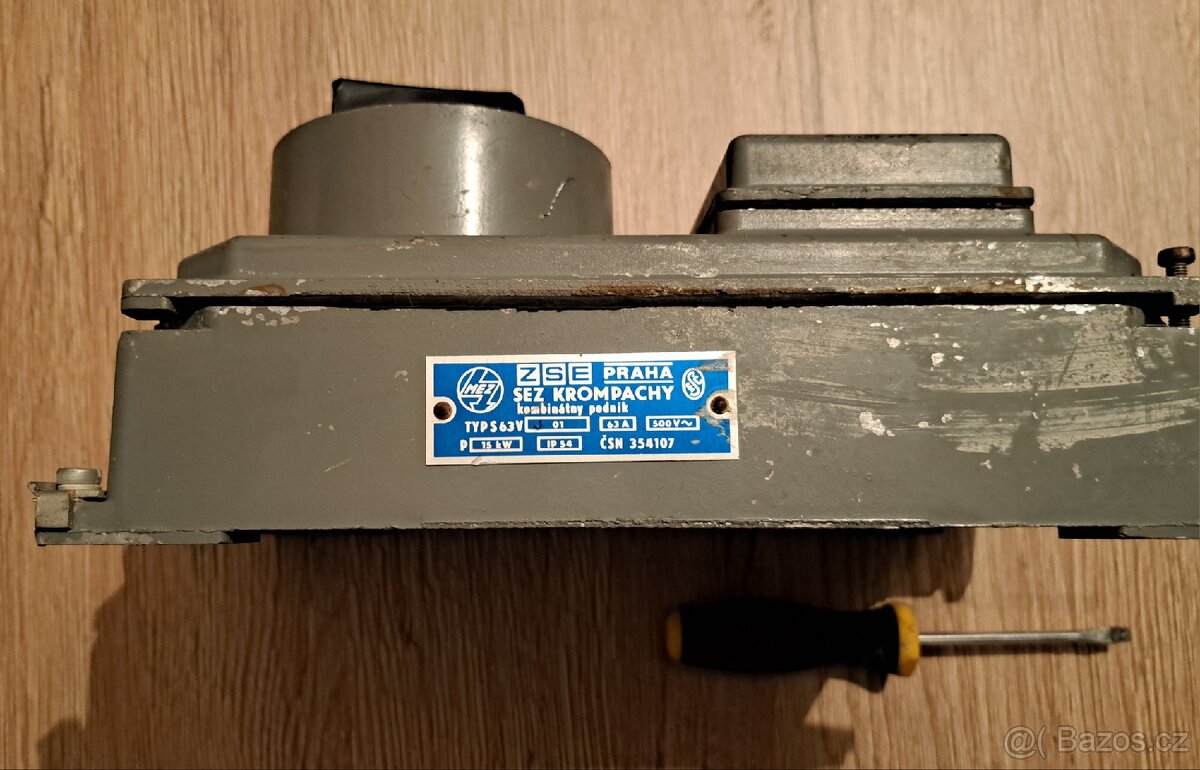 MEZ
ZSE PRAHA
SEZ KROMPACHY
kombinátny podnik
TYP S63V J 01 63 A 500 V~
P 15 kW IP 54 ČSN 354107
@( Bazos.cz